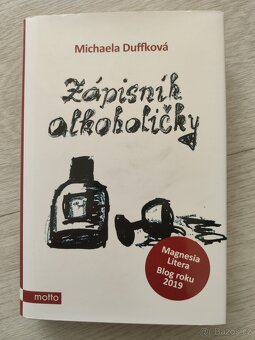 Michaela Duffková
Zápisník
alkoholičky
Magnesia
Litera
Blog roku
2019
motto